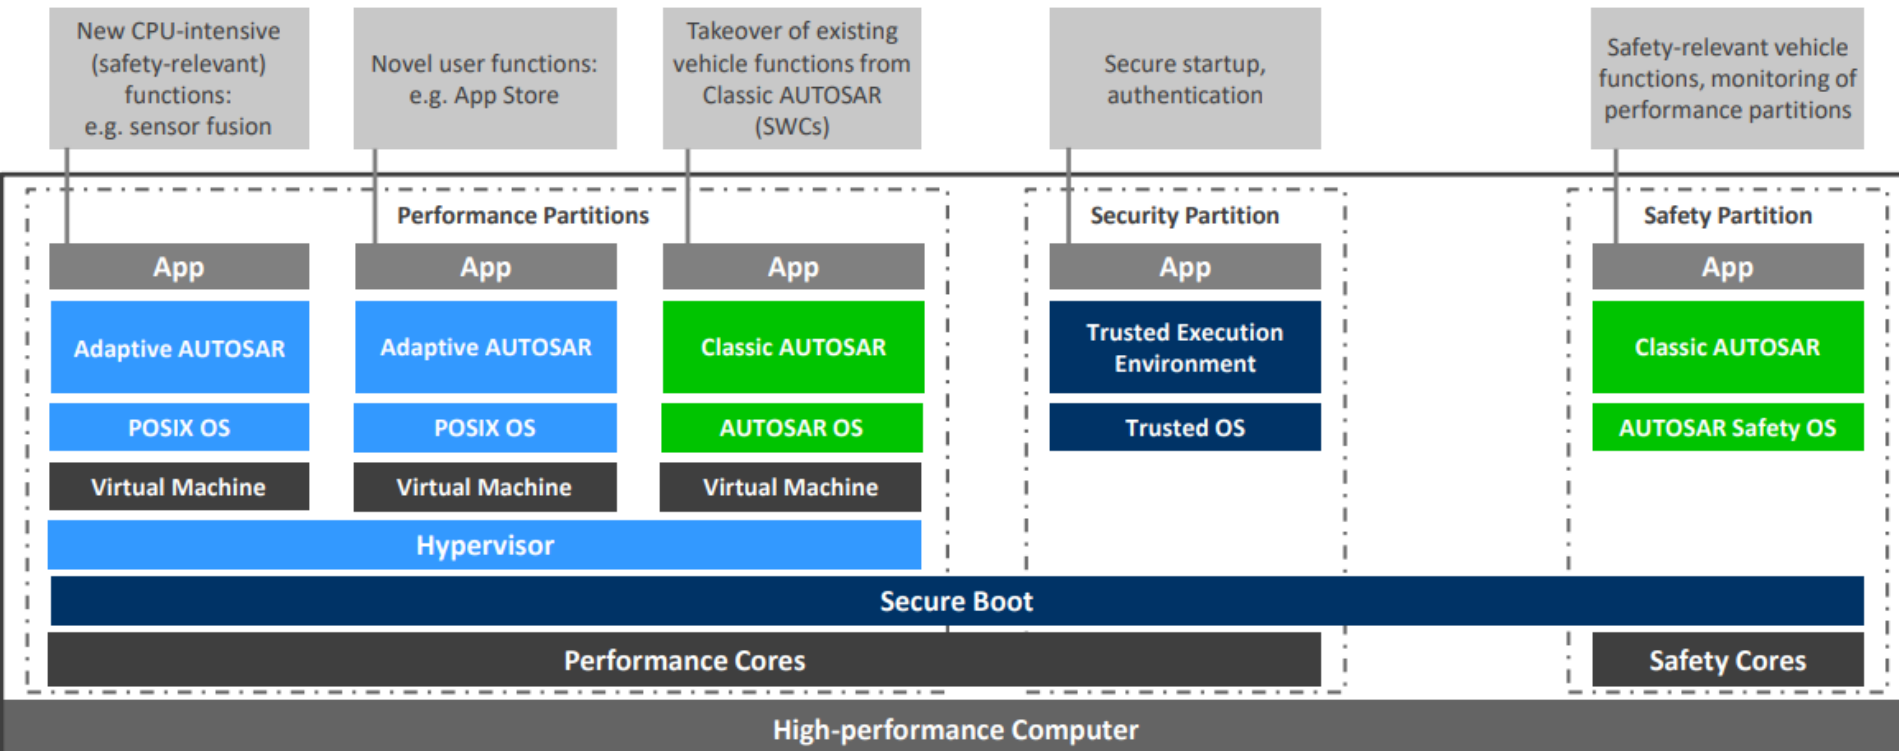 New CPU-intensive
(safety-relevant)
functions:
e.g. sensor fusion
Novel user functions:
e.g. App Store
Takeover of existing
vehicle functions from
Classic AUTOSAR
(SWCs)
Secure startup,
authentication
Safety-relevant vehicle
functions, monitoring of
performance partitions
Performance Partitions
Security Partition
Safety Partition
App
App
App
App
App
Adaptive AUTOSAR
Adaptive AUTOSAR
Classic AUTOSAR
Trusted Execution
Environment
Classic AUTOSAR
POSIX OS
POSIX OS
AUTOSAR OS
Trusted OS
AUTOSAR Safety OS
Virtual Machine
Virtual Machine
Virtual Machine
Hypervisor
Secure Boot
Performance Cores
Safety Cores
High-performance Computer